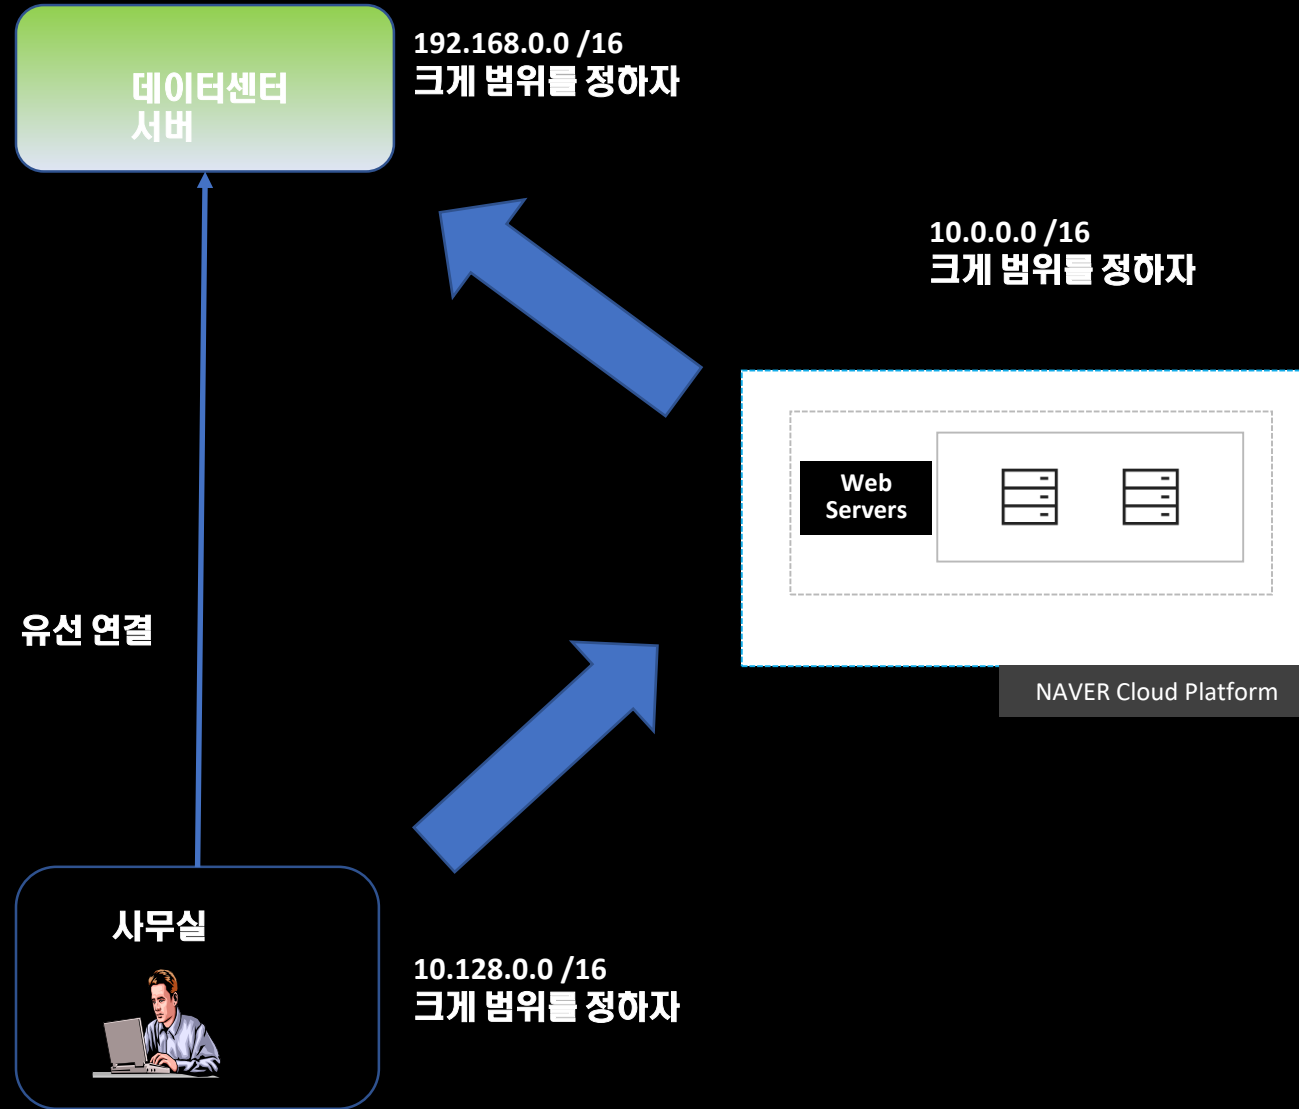 데이터센터
서버
192.168.0.0 /16
크게 범위를 정하자
10.0.0.0 /16
크게 범위를 정하자
Web
Servers
유선 연결
NAVER Cloud Platform
사무실
10.128.0.0 /16
크게 범위를 정하자